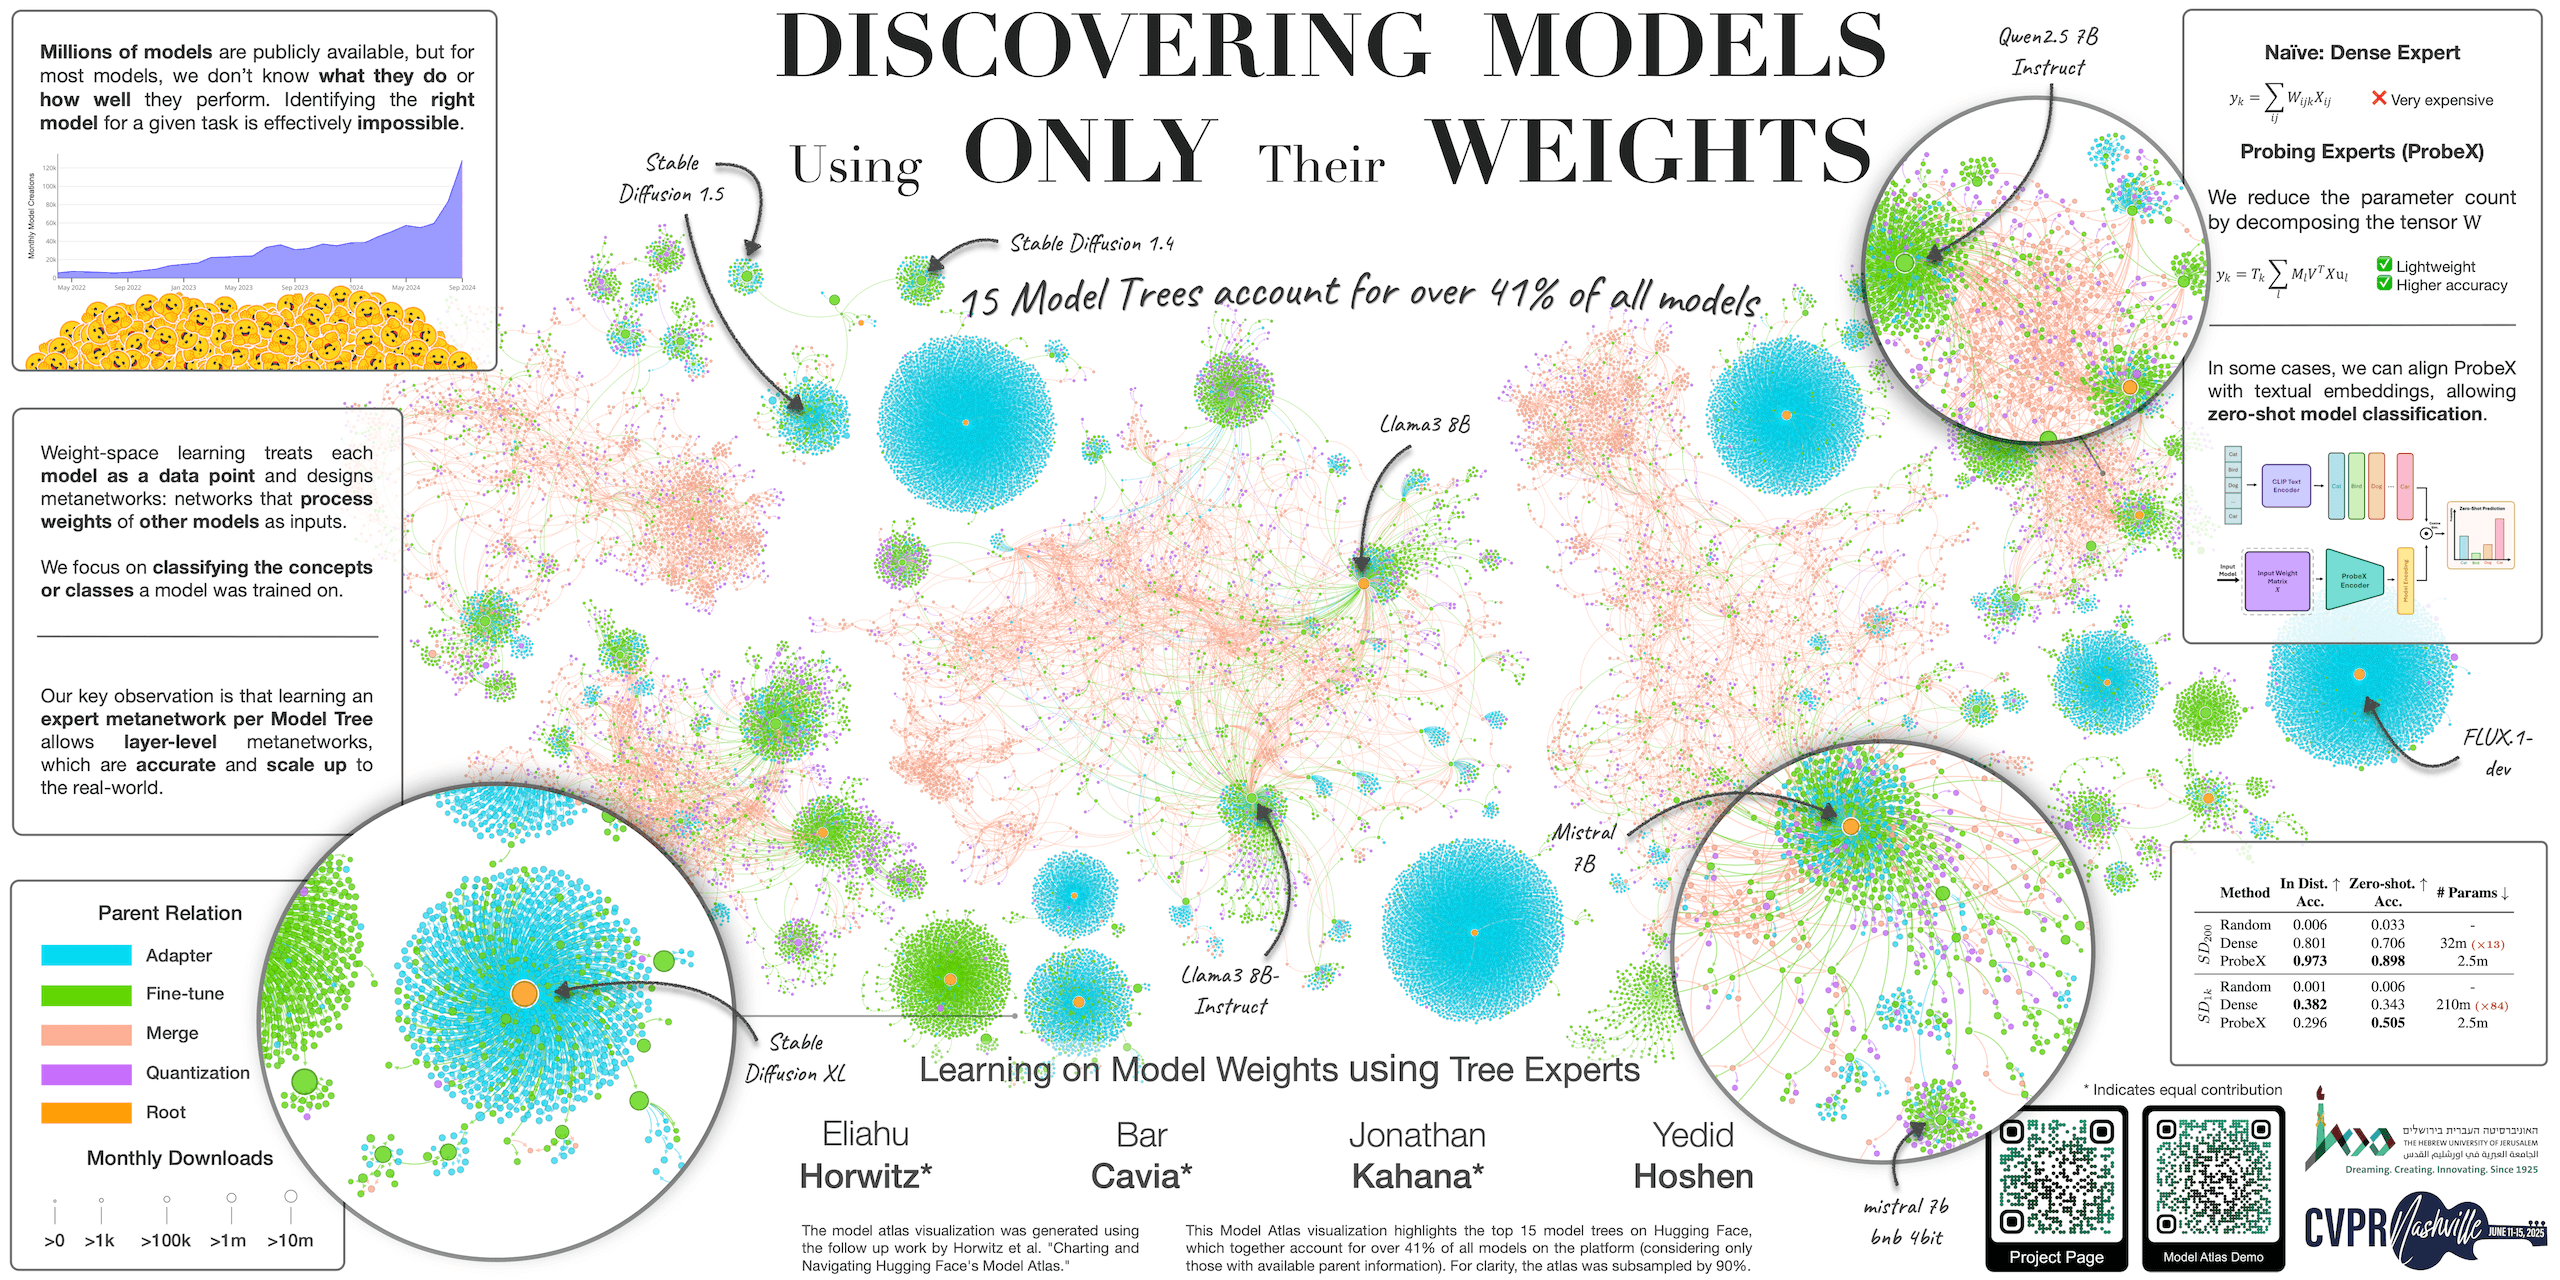 DISCOVERING MODELS
Using ONLY Their WEIGHTS
Millions of models are publicly available, but for
most models, we don't know what they do or
how well they perform. Identifying the right
model for a given task is effectively impossible.
Monthly Model Creations
120k
100k
80k
60k
40k
20k
0
May 2022
Sep 2022
Jan 2023
May 2023
Sep 2023
2024
May 2024
Sep 2024
Weight-space learning treats each
model as a data point and designs
metanetworks: networks that process
weights of other models as inputs.
We focus on classifying the concepts
or classes a model was trained on.
Our key observation is that learning an
expert metanetwork per Model Tree
allows layer-level metanetworks,
which are accurate and scale up to
the real-world.
Parent Relation
Adapter
Fine-tune
Merge
Quantization
Root
Monthly Downloads
>0 >1k >100k >1m >10m
Stable
Diffusion 1.5
Stable Diffusion 1.4
15 Model Trees account for over 41% of all models
Qwen2.5 7B
Instruct
Llama3 8B
Llama3 8B-
Instruct
Mistral
7B
mistral 7b
bnb 4bit
FLUX.1-
dev
Stable
Diffusion XL
Learning on Model Weights using Tree Experts
Eliahu
Horwitz*
Bar
Cavia*
Jonathan
Kahana*
Yedid
Hoshen
The model atlas visualization was generated using
the follow up work by Horwitz et al. "Charting and
Navigating Hugging Face's Model Atlas."
This Model Atlas visualization highlights the top 15 model trees on Hugging Face,
which together account for over 41% of all models on the platform (considering only
those with available parent information). For clarity, the atlas was subsampled by 90%.
Naïve: Dense Expert
y_k = ∑_{ij} W_{ijk}X_{ij}
❌ Very expensive
Probing Experts (ProbeX)
We reduce the parameter count
by decomposing the tensor W
y_k = T_k ∑_l M_l V^T X u_l
✅ Lightweight
✅ Higher accuracy
In some cases, we can align ProbeX
with textual embeddings, allowing
zero-shot model classification.
Cat
Bird
Dog
...
Car
CLIP Text
Encoder
Cat Bird Dog ... Car
Zero-Shot Prediction
Cat Bird Dog Car
Input
Model
Input Weight
Matrix
X
ProbeX
Encoder
Model Encoding
Method In Dist. ↑ Acc. Zero-shot. ↑ Acc. # Params ↓
SD200
Random 0.006 0.033 -
Dense 0.801 0.706 32m (×13)
ProbeX 0.973 0.898 2.5m
SD1k
Random 0.001 0.006 -
Dense 0.382 0.343 210m (×84)
ProbeX 0.296 0.505 2.5m
* Indicates equal contribution
Project Page
Model Atlas Demo
האוניברסיטה העברית בירושלים
THE HEBREW UNIVERSITY OF JERUSALEM
الجامعة العبرية في اورشليم القدس
Dreaming. Creating. Innovating. Since 1925
CVPR Nashville JUNE 11-15, 2025